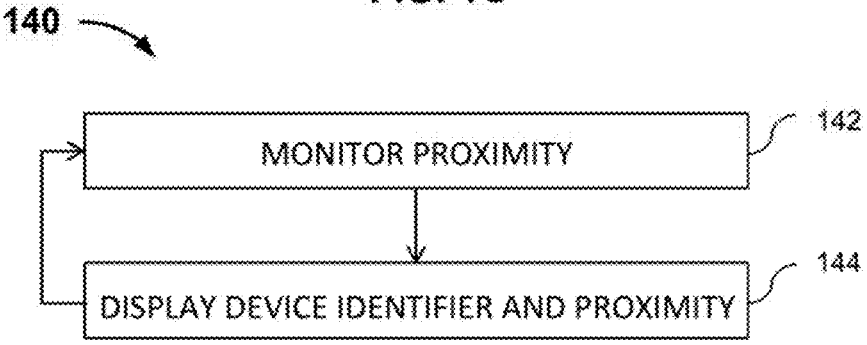 140
MONITOR PROXIMITY
142
DISPLAY DEVICE IDENTIFIER AND PROXIMITY
144